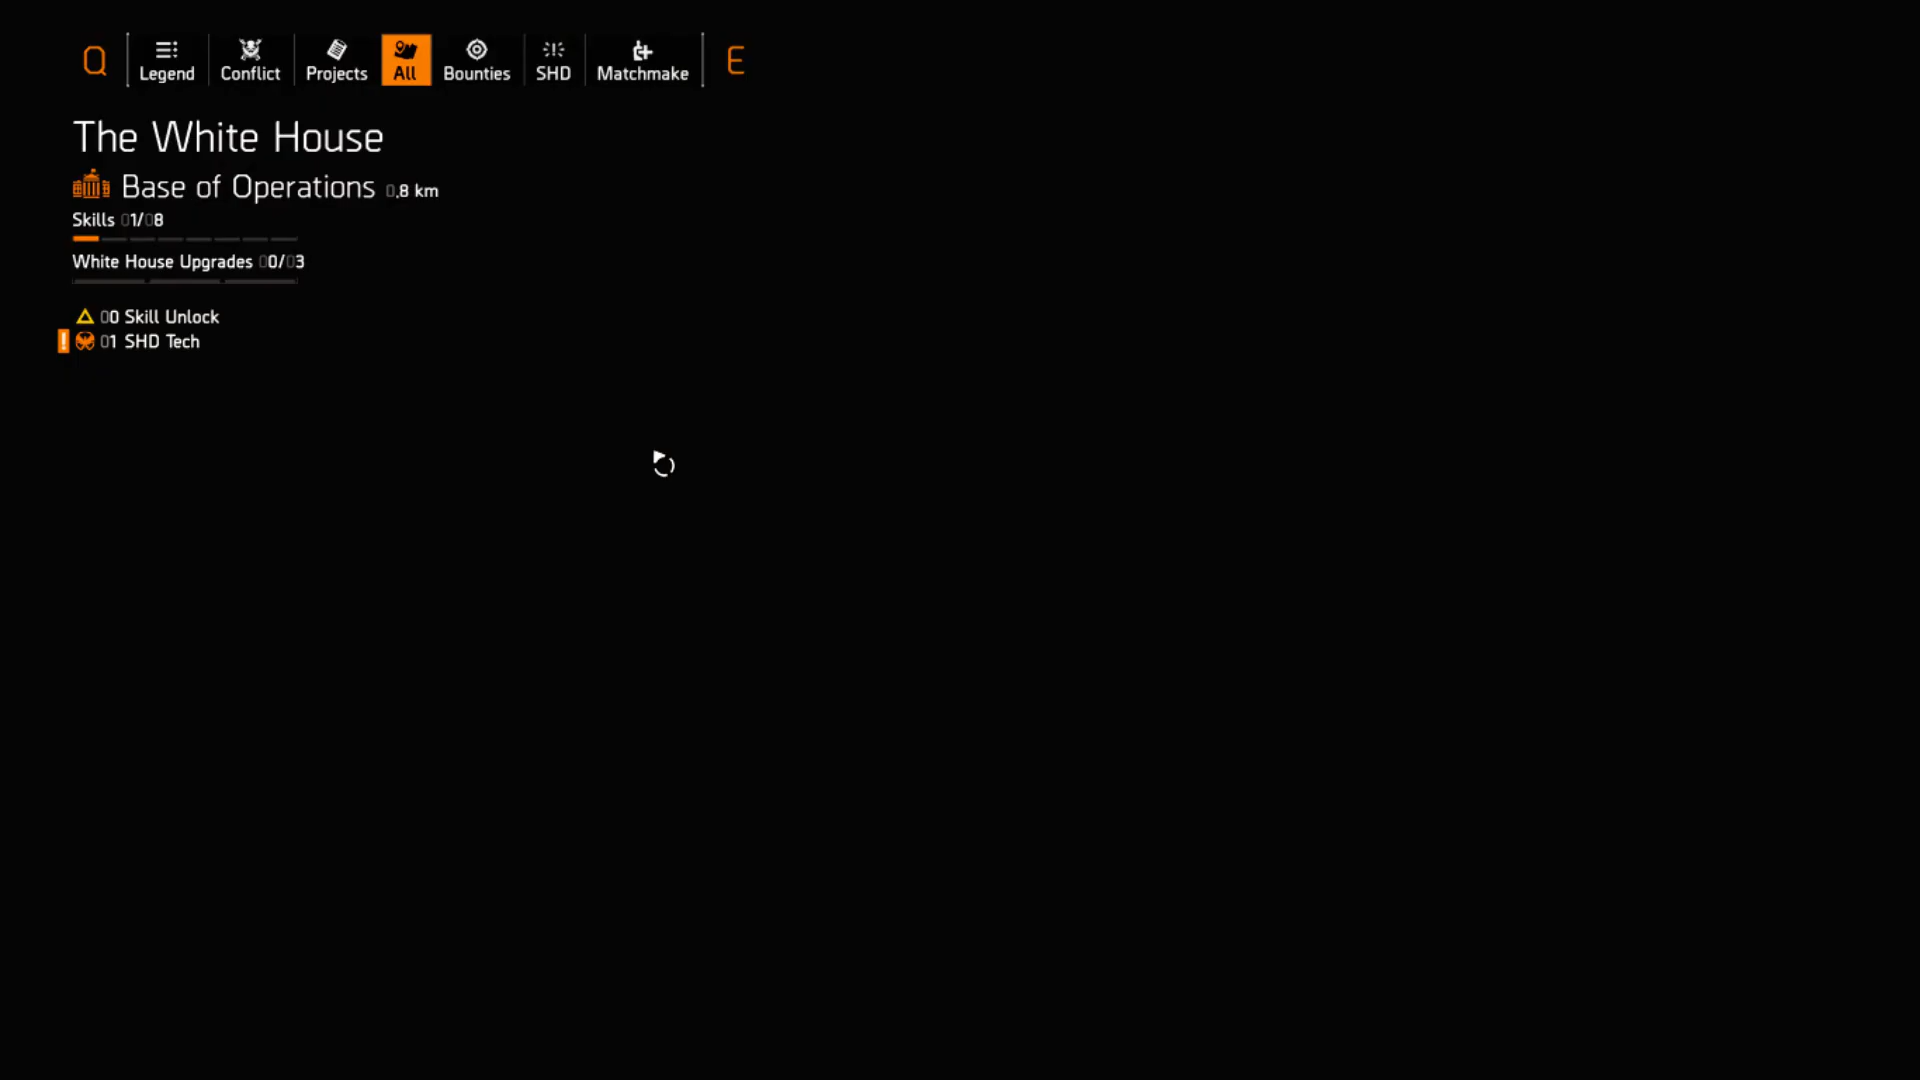 Q Legend Conflict Projects All Bounties SHD Matchmake E
The White House
Base of Operations 0.8 km
Skills 01/08
White House Upgrades 00/03
00 Skill Unlock
! 01 SHD Tech